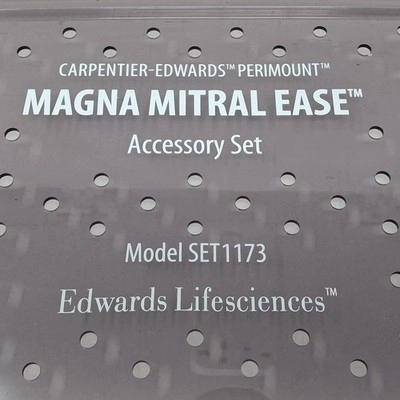 CARPENTIER-EDWARDS™ PERIMOUNT™
MAGNA MITRAL EASE™
Accessory Set
Model SET1173
Edwards Lifesciences™